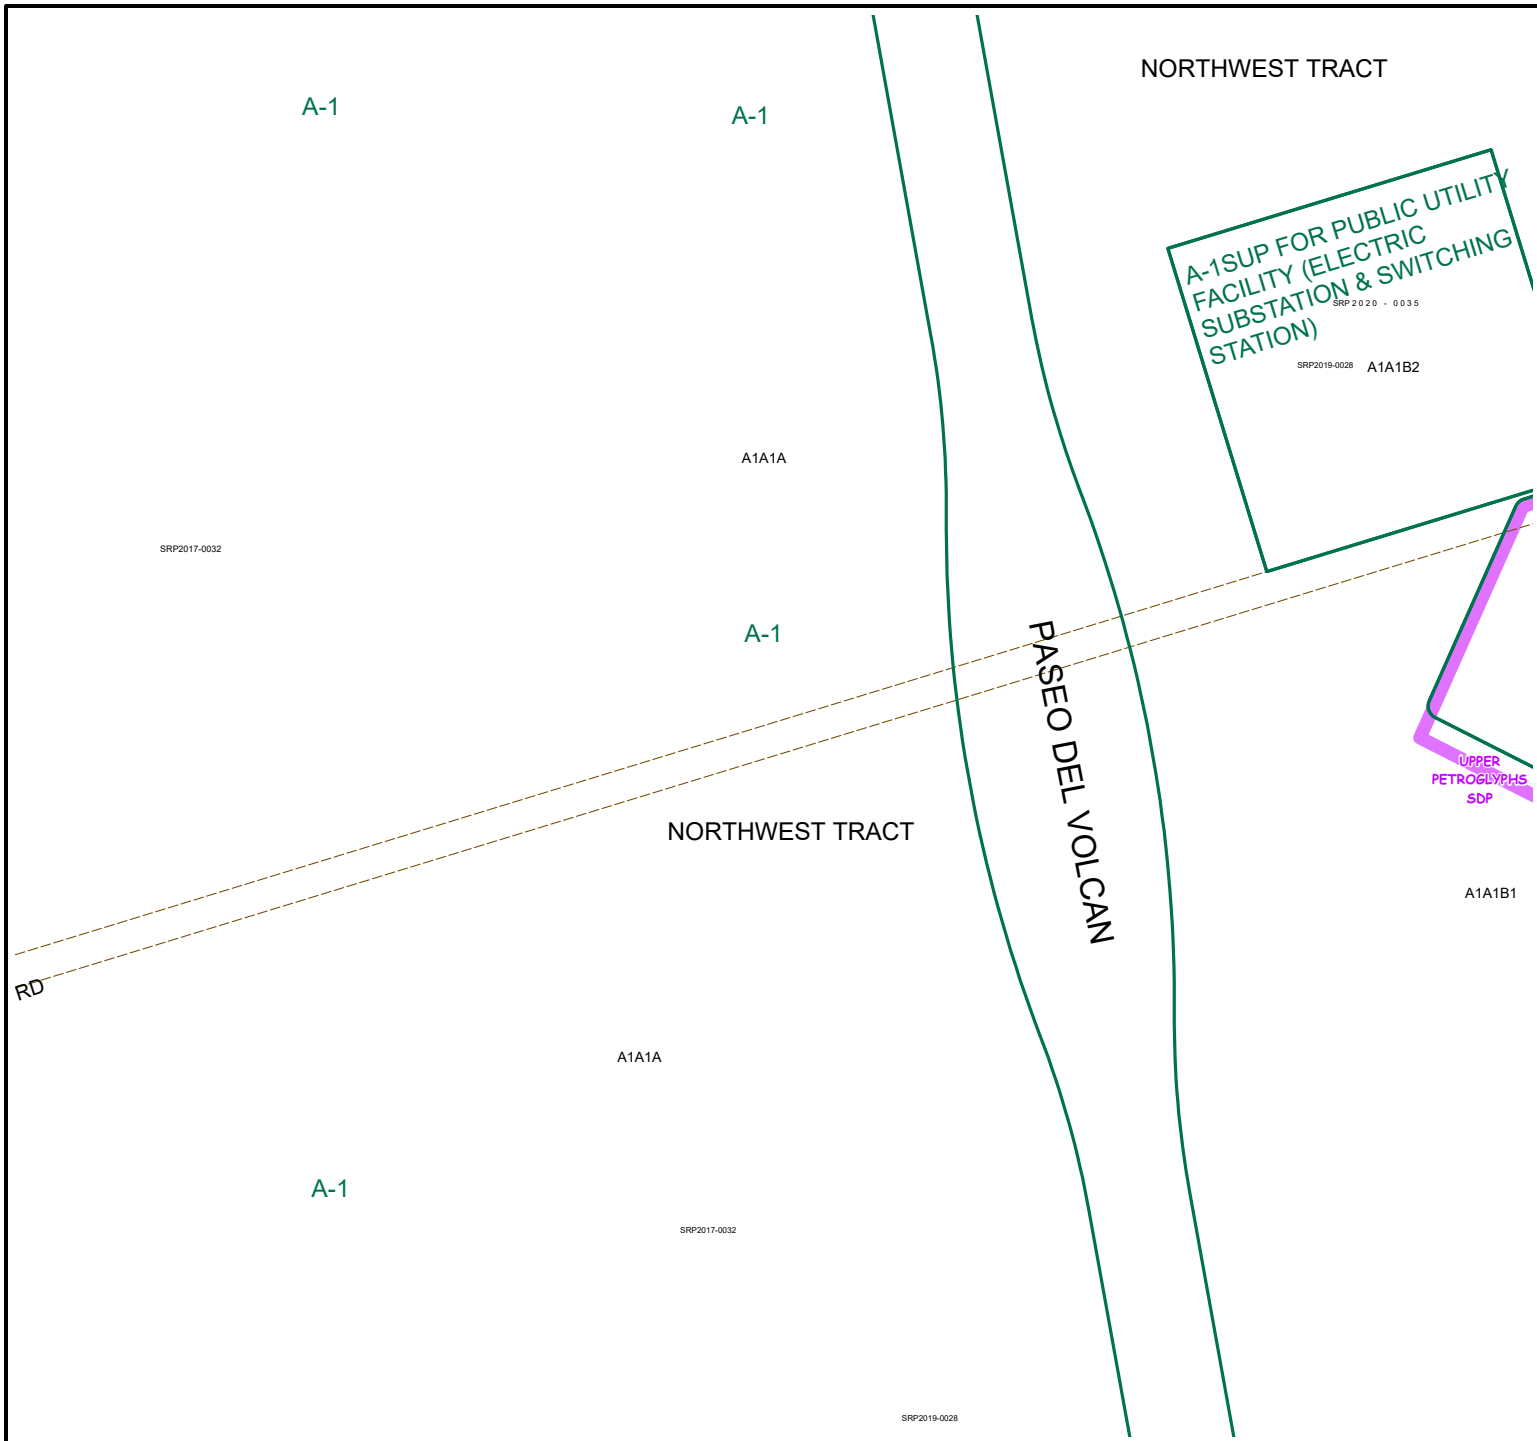 NORTHWEST TRACT
A-1
A-1
A-1SUP FOR PUBLIC UTILITY
FACILITY (ELECTRIC
SUBSTATION & SWITCHING
STATION)
SRP2020 - 0035
SRP2019-0028
A1A1B2
A1A1A
SRP2017-0032
A-1
PASEO DEL VOLCAN
UPPER
PETROGLYPHS
SDP
NORTHWEST TRACT
A1A1B1
RD
A1A1A
A-1
SRP2017-0032
SRP2019-0028